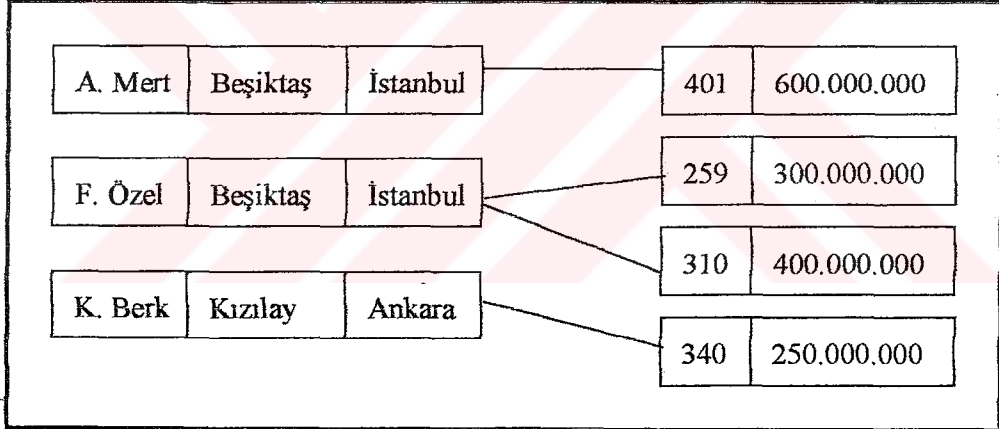 A. Mert Beşiktaş İstanbul 401 600.000.000
259 300.000.000
F. Özel Beşiktaş İstanbul
310 400.000.000
K. Berk Kızılay Ankara
340 250.000.000